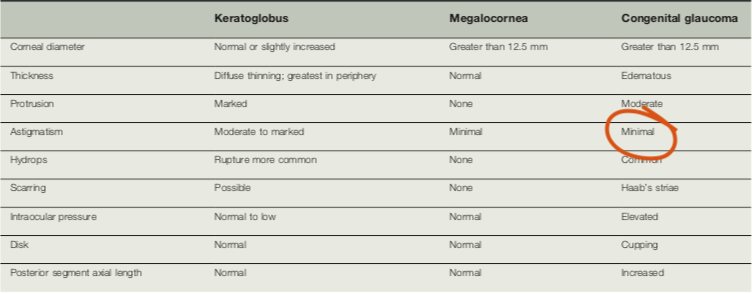 Keratoglobus Megalocornea Congenital glaucoma
Corneal diameter Normal or slightly increased Greater than 12.5 mm Greater than 12.5 mm
Thickness Diffuse thinning; greatest in periphery Normal Edematous
Protrusion Marked None Moderate
Astigmatism Moderate to marked Minimal Minimal
Hydrops Rupture more common None Common
Scarring Possible None Haab's striae
Intraocular pressure Normal to low Normal Elevated
Disk Normal Normal Cupping
Posterior segment axial length Normal Normal Increased